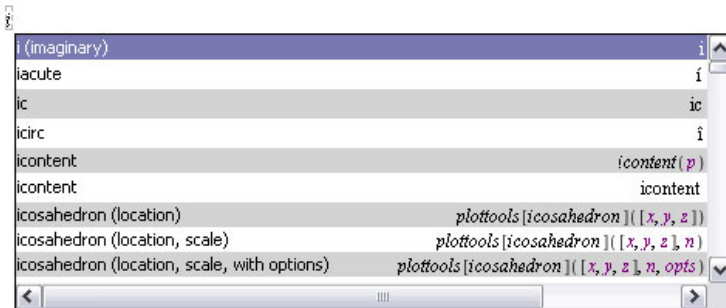 i
i (imaginary) i
iacute í
ic ic
icirc î
icontent icontent(p)
icontent icontent
icosahedron (location) plottools[icosahedron]([x, y, z])
icosahedron (location, scale) plottools[icosahedron]([x, y, z], n)
icosahedron (location, scale, with options) plottools[icosahedron]([x, y, z], n, opts)